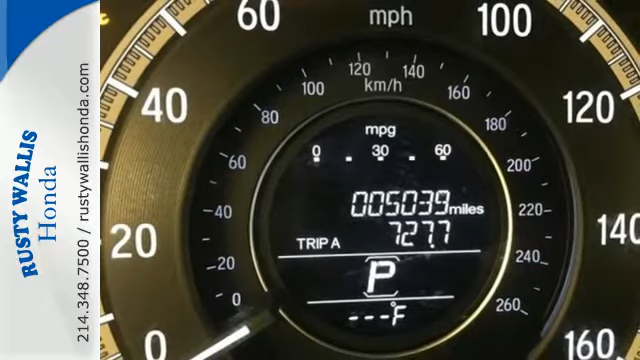 RUSTY WALLIS
Honda
214.348.7500 / rustywallishonda.com
mph
0
20
40
60
100
120
140
160
km/h
0
20
40
60
80
100
120
140
160
180
200
220
240
260
mpg
0 30 60
005039 miles
TRIP A 727.7
P
---°F